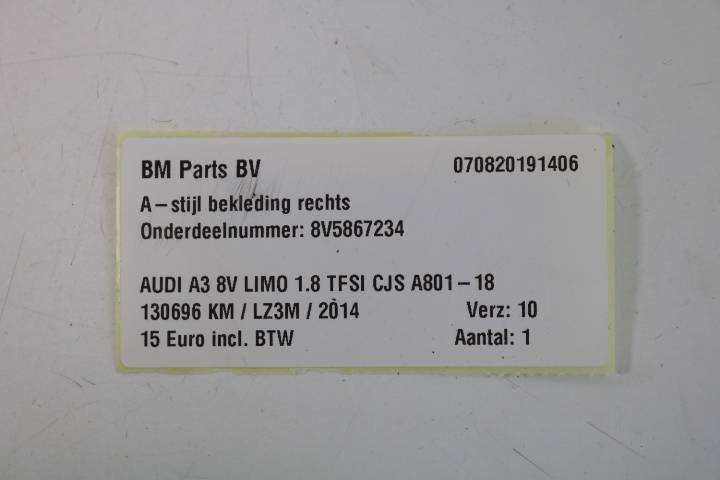 BM Parts BV 070820191406
A-stijl bekleding rechts
Onderdeelnummer: 8V5867234
AUDI A3 8V LIMO 1.8 TFSI CJS A801-18
130696 KM / LZ3M / 2014 Verz: 10
15 Euro incl. BTW Aantal: 1